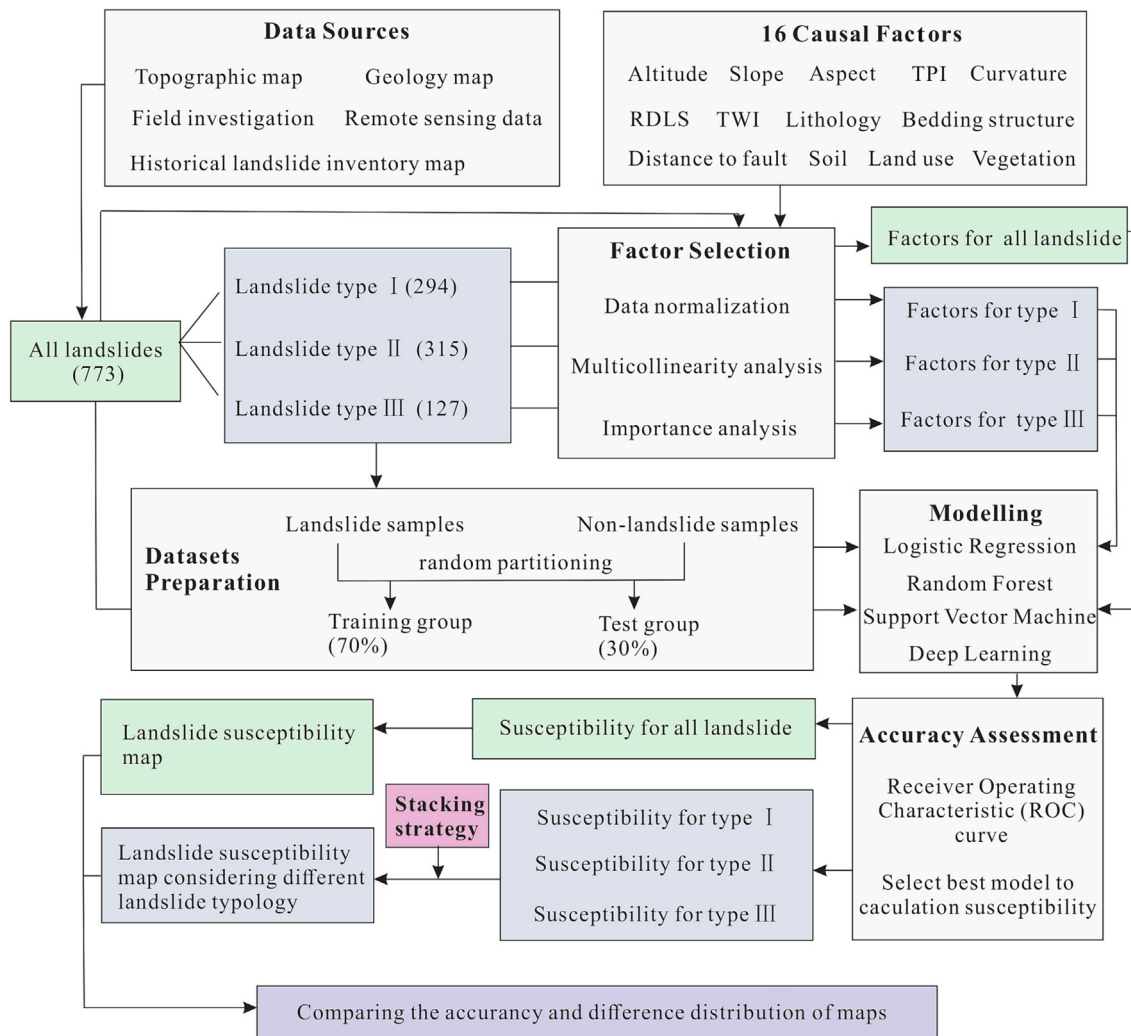 Data Sources
Topographic map Geology map
Field investigation Remote sensing data
Historical landslide inventory map
16 Causal Factors
Altitude Slope Aspect TPI Curvature
RDLS TWI Lithology Bedding structure
Distance to fault Soil Land use Vegetation
All landslides
(773)
Landslide type Ⅰ (294)
Landslide type Ⅱ (315)
Landslide type Ⅲ (127)
Factor Selection
Data normalization
Multicollinearity analysis
Importance analysis
Factors for all landslide
Factors for type Ⅰ
Factors for type Ⅱ
Factors for type Ⅲ
Datasets
Preparation
Landslide samples Non-landslide samples
random partitioning
Training group
(70%)
Test group
(30%)
Modelling
Logistic Regression
Random Forest
Support Vector Machine
Deep Learning
Landslide susceptibility
map
Susceptibility for all landslide
Accuracy Assessment
Receiver Operating
Characteristic (ROC)
curve
Select best model to
caculation susceptibility
Stacking
strategy
Landslide susceptibility
map considering different
landslide typology
Susceptibility for type Ⅰ
Susceptibility for type Ⅱ
Susceptibility for type Ⅲ
Comparing the accurancy and difference distribution of maps